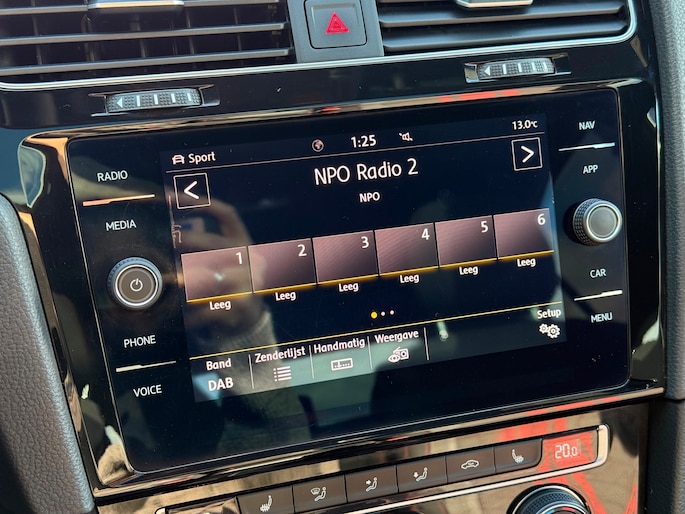 1:25
13.0°C
Sport
NPO Radio 2
NPO
< >
1 2 3 4 5 6
Leeg Leeg Leeg Leeg Leeg Leeg
Setup
Band Zenderlijst Handmatig Weergave
DAB
RADIO
MEDIA
PHONE
VOICE
NAV
APP
CAR
MENU
20.0